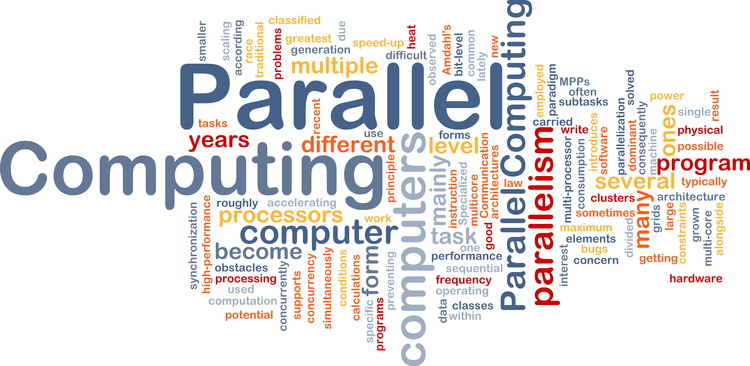 smaller
scaling
according
race
traditional
classified
problems
greatest
generation
multiple
due
speed-up
heat
difficult
observed
Amdahl's
bit-level
common
lately
new
Parallel
Parallel Computing
employed
paradigm
MPPs
often
subtasks
solved
power
single
result
tasks
years
recent
different
use
principle
Computing
computers
forms
level
mainly
instruction
Specialized
multicore
Communication
architectures
law
parallelism
carried
write
multi-processor
consumption
introduces
software
parallelization
dominant
consequently
machine
ones
physical
possible
program
several
typically
clusters
architecture
sometimes
many
maximum
elements
bugs
concern
interest
divided
grids
large
constraints
grown
multi-core
alongside
getting
hardware
roughly
accelerating
processors
work
computer
synchronization
high-performance
become
obstacles
processing
used
computation
potential
concurrently
supports
concurrency
simultaneously
conditions
calculations
form
specific
programs
preventing
task
one
good
performance
sequential
frequency
operating
data
classes
within